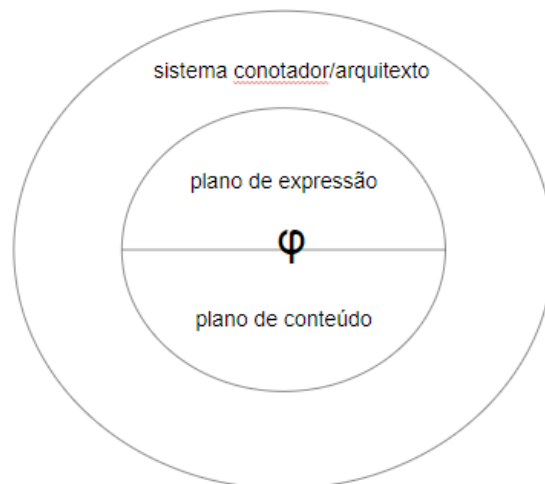 sistema conotador/arquitexto
plano de expressão
φ
plano de conteúdo